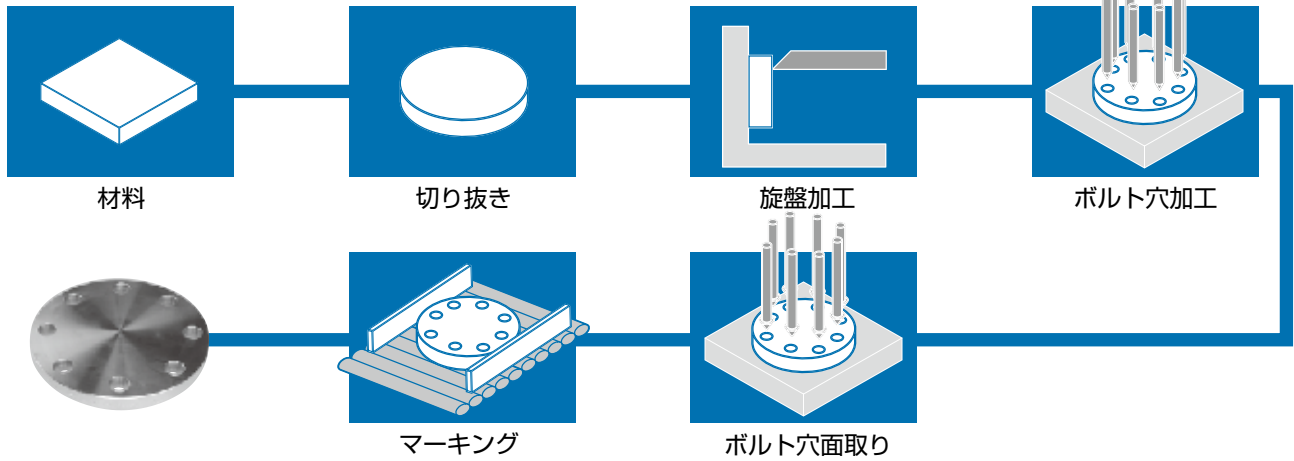 材料
切り抜き
旋盤加工
ボルト穴加工
ボルト穴面取り
マーキング